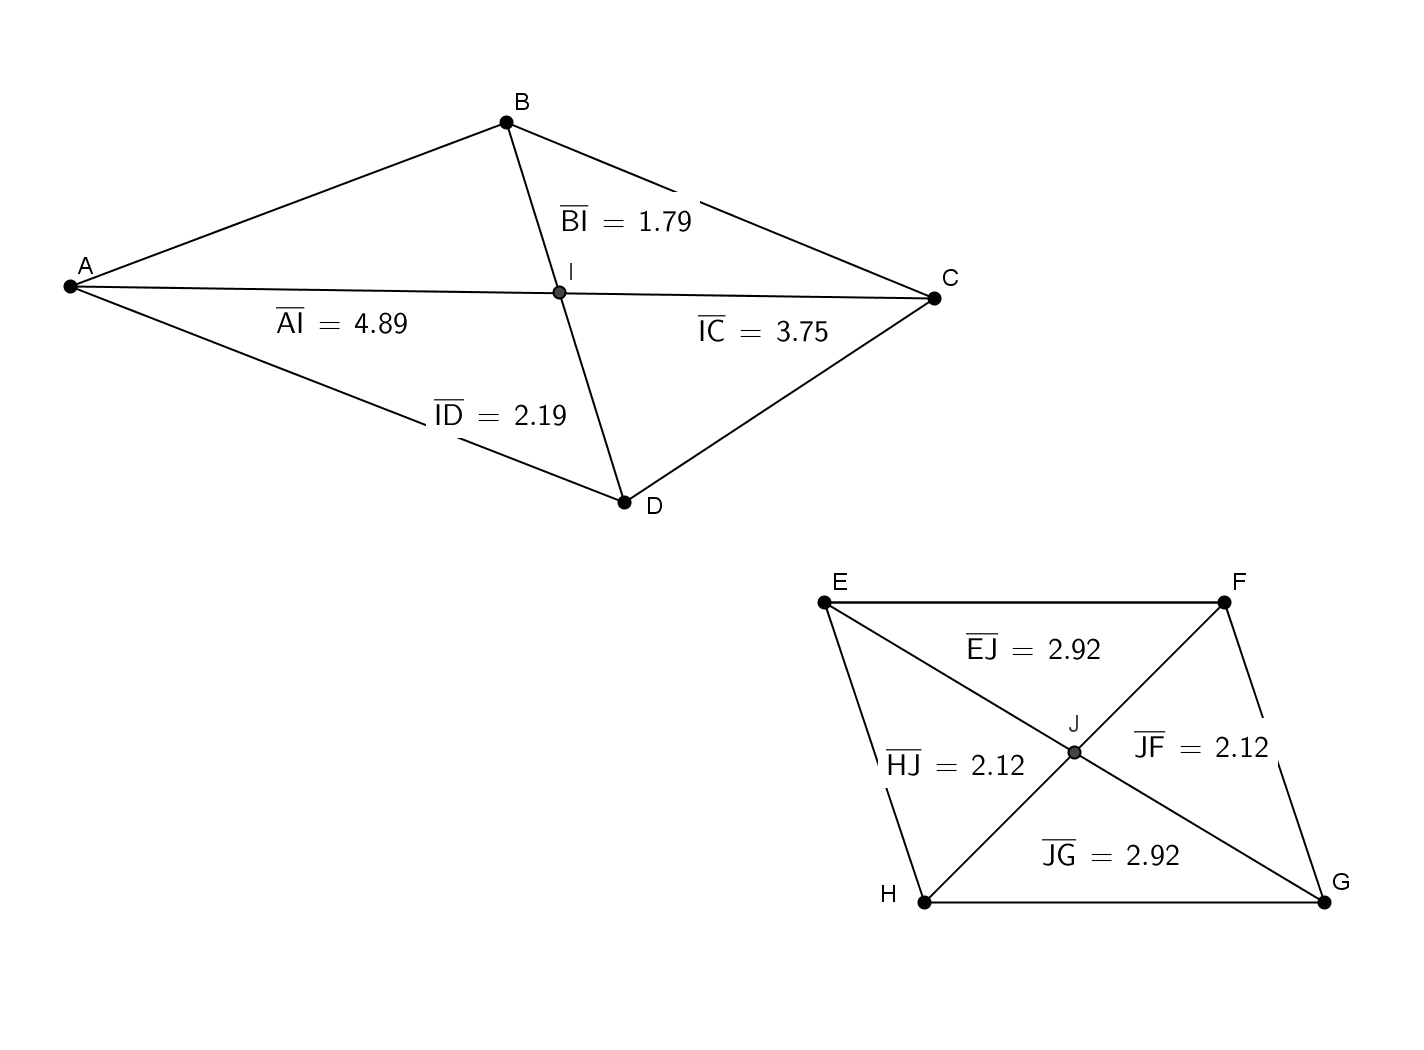 B
BI = 1.79
A
I
C
AI = 4.89
IC = 3.75
ID = 2.19
D
E
F
EJ = 2.92
J
JF = 2.12
HJ = 2.12
JG = 2.92
H
G